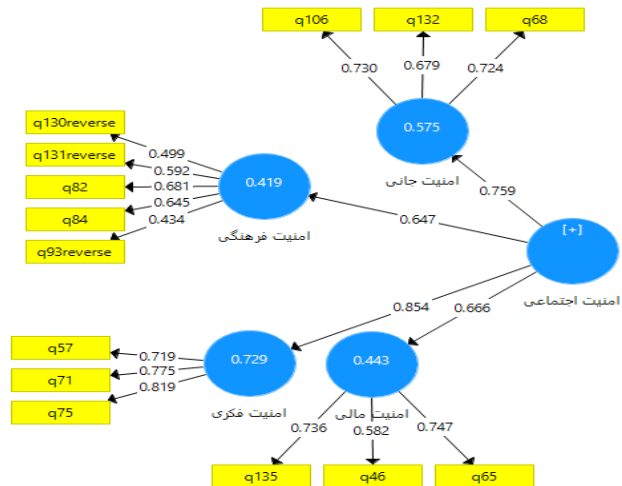 q106 q132 q68
0.730 0.679 0.724
0.575
امنیت جانی
q130reverse
q131reverse
q82
q84
q93reverse
0.499
0.592
0.681
0.645
0.434
0.419
امنیت فرهنگی
0.759
0.647
[+]
امنیت اجتماعی
0.854
0.666
q57
q71
q75
0.719
0.775
0.819
0.729
امنیت فکری
0.443
امنیت مالی
0.736 0.582 0.747
q135 q46 q65